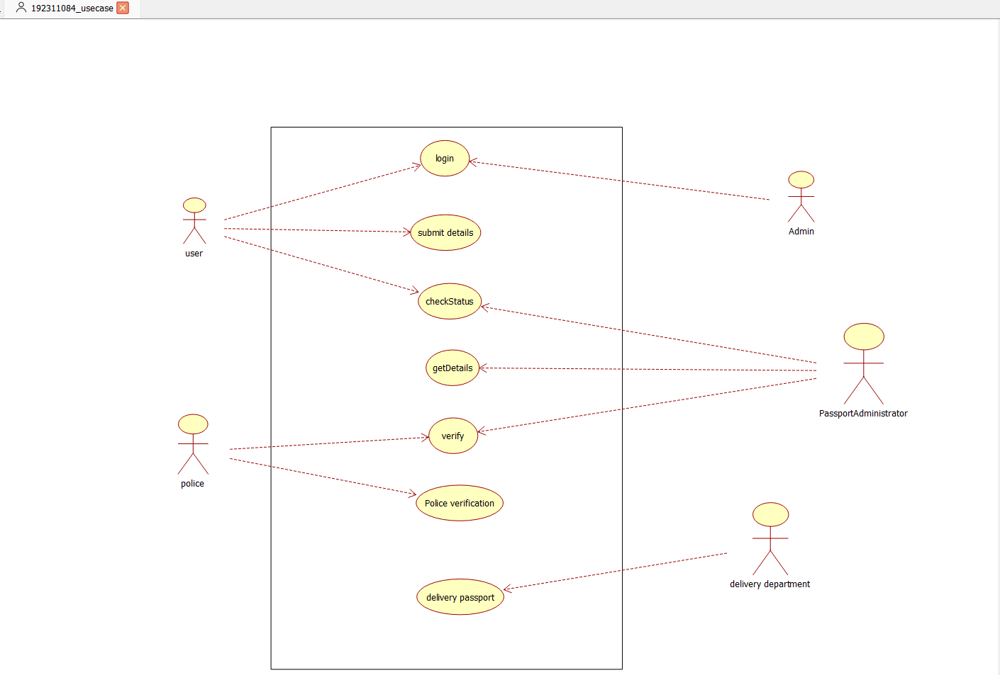 192311084_usecase
login
submit details
checkStatus
getDetails
verify
Police verification
delivery passport
user
police
Admin
PassportAdministrator
delivery department